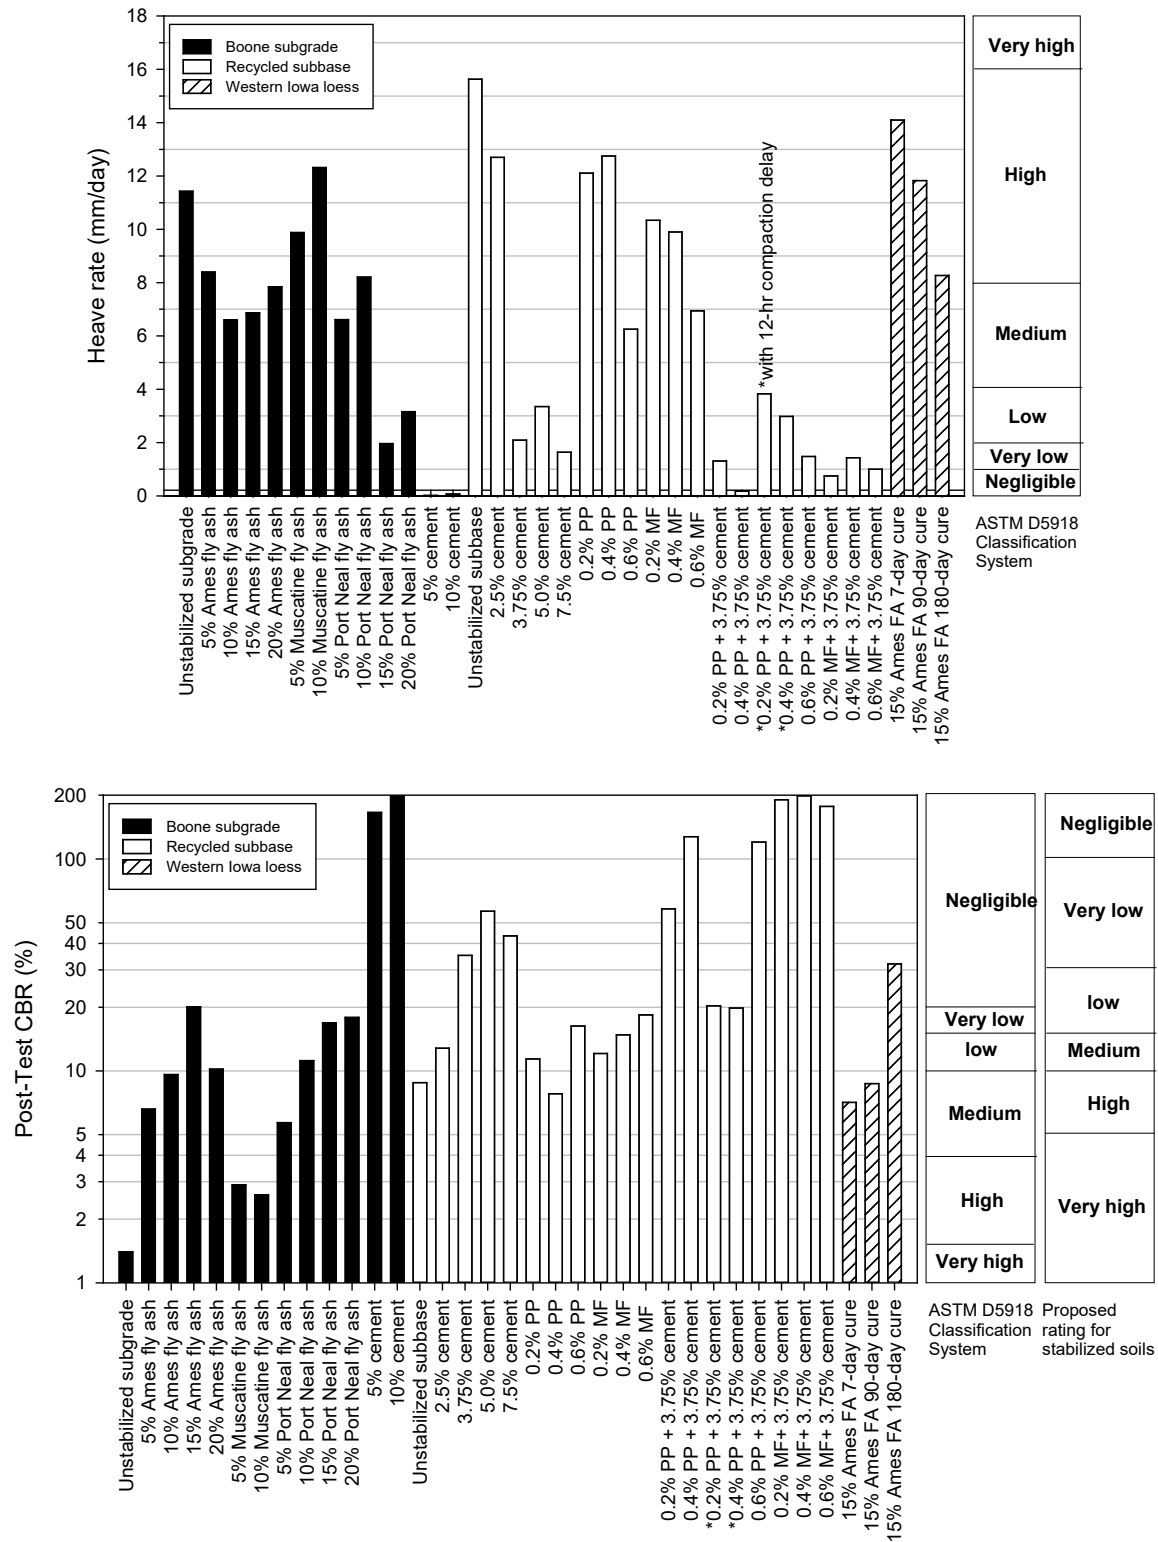 18
16
14
12
10
8
6
4
2
0
Heave rate (mm/day)
Boone subgrade
Recycled subbase
Western Iowa loess
*with 12-hr compaction delay
Very high
High
Medium
Low
Very low
Negligible
ASTM D5918
Classification
System
Unstabilized subgrade
5% Ames fly ash
10% Ames fly ash
15% Ames fly ash
20% Ames fly ash
5% Muscatine fly ash
10% Muscatine fly ash
5% Port Neal fly ash
10% Port Neal fly ash
15% Port Neal fly ash
20% Port Neal fly ash
5% cement
10% cement
Unstabilized subbase
2.5% cement
3.75% cement
5.0% cement
7.5% cement
0.2% PP
0.4% PP
0.6% PP
0.2% MF
0.4% MF
0.6% MF
0.2% PP + 3.75% cement
0.4% PP + 3.75% cement
*0.2% PP + 3.75% cement
*0.4% PP + 3.75% cement
0.6% PP + 3.75% cement
0.2% MF+ 3.75% cement
0.4% MF+ 3.75% cement
0.6% MF+ 3.75% cement
15% Ames FA 7-day cure
15% Ames FA 90-day cure
15% Ames FA 180-day cure
200
100
50
40
30
20
10
5
4
3
2
1
Post-Test CBR (%)
Boone subgrade
Recycled subbase
Western Iowa loess
Negligible
Very low
low
Medium
High
Very high
ASTM D5918
Classification
System
Negligible
Very low
low
Medium
High
Very high
Proposed
rating for
stabilized soils
Unstabilized subgrade
5% Ames fly ash
10% Ames fly ash
15% Ames fly ash
20% Ames fly ash
5% Muscatine fly ash
10% Muscatine fly ash
5% Port Neal fly ash
10% Port Neal fly ash
15% Port Neal fly ash
20% Port Neal fly ash
5% cement
10% cement
Unstabilized subbase
2.5% cement
3.75% cement
5.0% cement
7.5% cement
0.2% PP
0.4% PP
0.6% PP
0.2% MF
0.4% MF
0.6% MF
0.2% PP + 3.75% cement
0.4% PP + 3.75% cement
*0.2% PP + 3.75% cement
*0.4% PP + 3.75% cement
0.6% PP + 3.75% cement
0.2% MF+ 3.75% cement
0.4% MF+ 3.75% cement
0.6% MF+ 3.75% cement
15% Ames FA 7-day cure
15% Ames FA 90-day cure
15% Ames FA 180-day cure